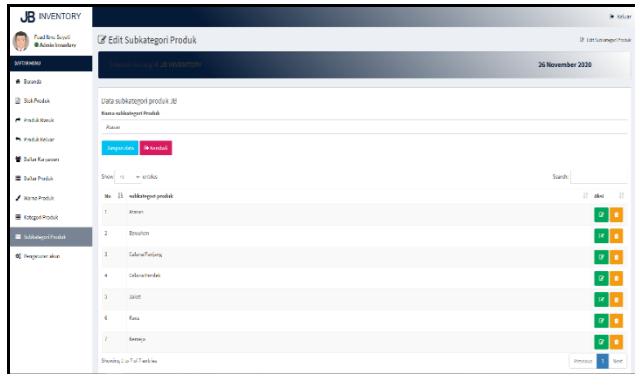 JB INVENTORY
Keluar
Admin Inventory
Edit Subkategori Produk
Edit Subkategori Produk
DAFTAR MENU
JB INVENTORY
26 November 2020
Beranda
Stok Produk
Produk Masuk
Produk Keluar
Daftar Karyawan
Daftar Produk
Warna Produk
Kategori Produk
Subkategori Produk
Pengaturan akun
Data subkategori produk JB
Nama subkategori Produk
Atasan
Simpan data
Kembali
Show 10 entries
Search:
No
subkategori produk
Aksi
1 Atasan
2 Bawahan
3 Celana Panjang
4 Celana Pendek
5 Jaket
6 Kaos
7 Kemeja
Showing 1 to 7 of 7 entries
Previous 1 Next